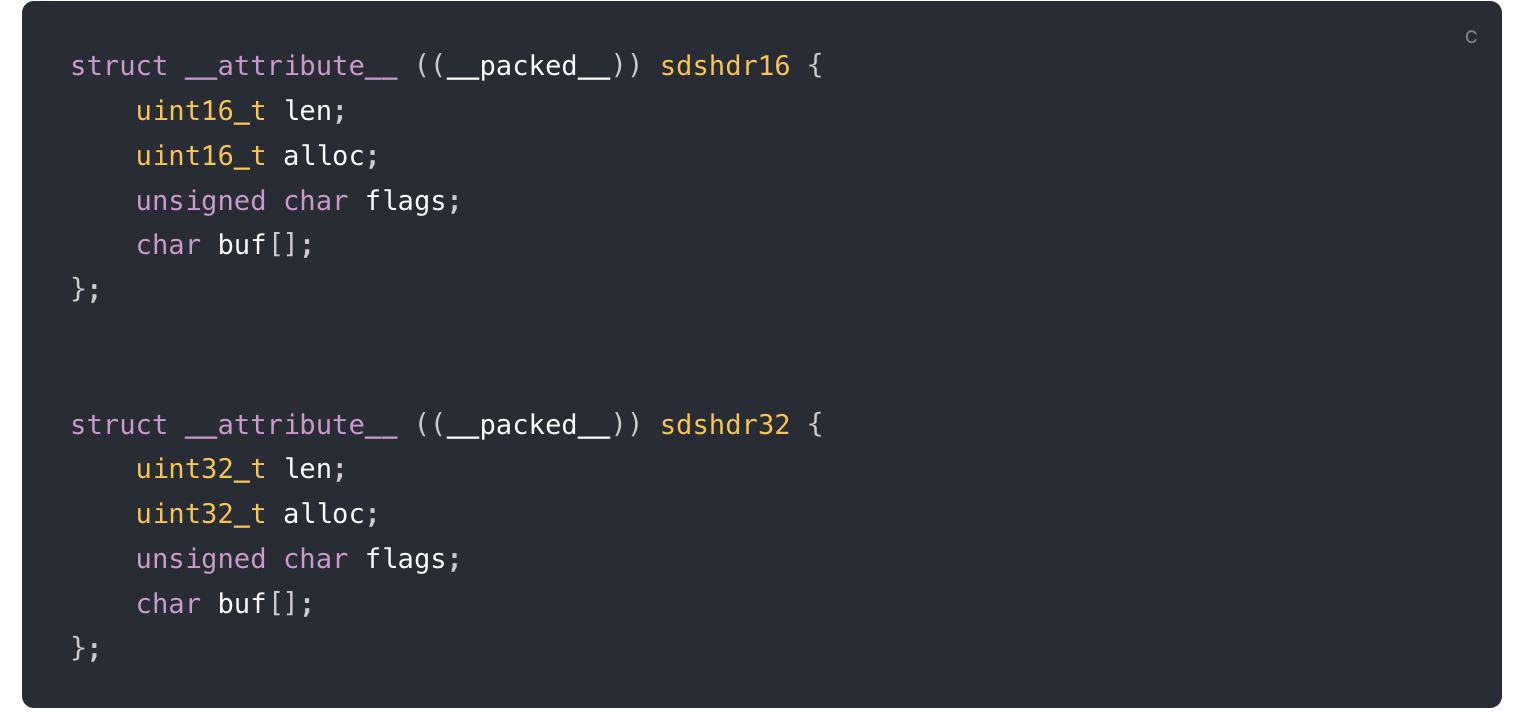 C
struct __attribute__ ((__packed__)) sdshdr16 {
    uint16_t len;
    uint16_t alloc;
    unsigned char flags;
    char buf[];
};
struct __attribute__ ((__packed__)) sdshdr32 {
    uint32_t len;
    uint32_t alloc;
    unsigned char flags;
    char buf[];
};